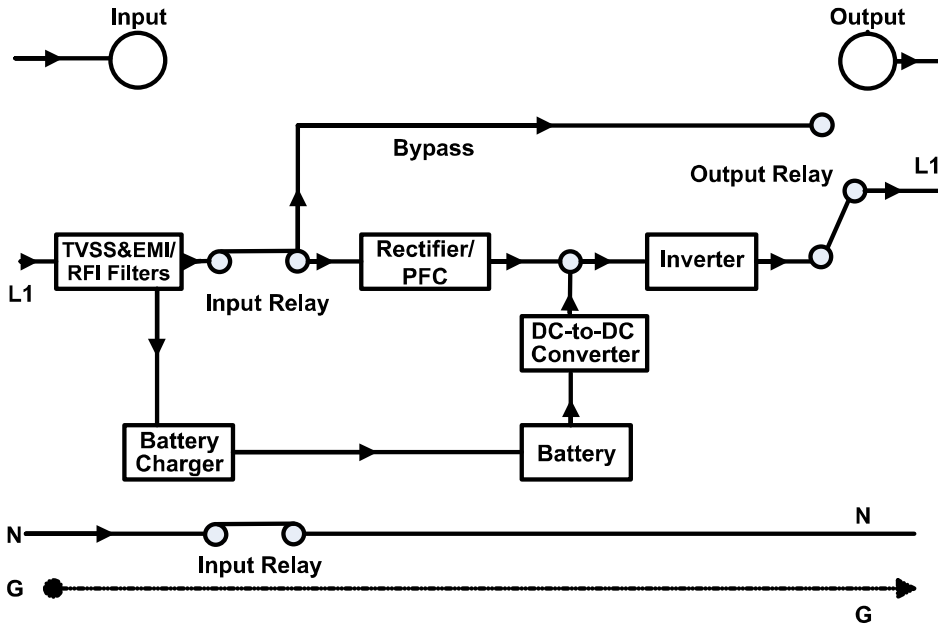 Input
Output
Bypass
Output Relay
L1
TVSS&EMI/
RFI Filters
L1
Input Relay
Rectifier/
PFC
Inverter
DC-to-DC
Converter
Battery
Charger
Battery
N
N
Input Relay
G
G